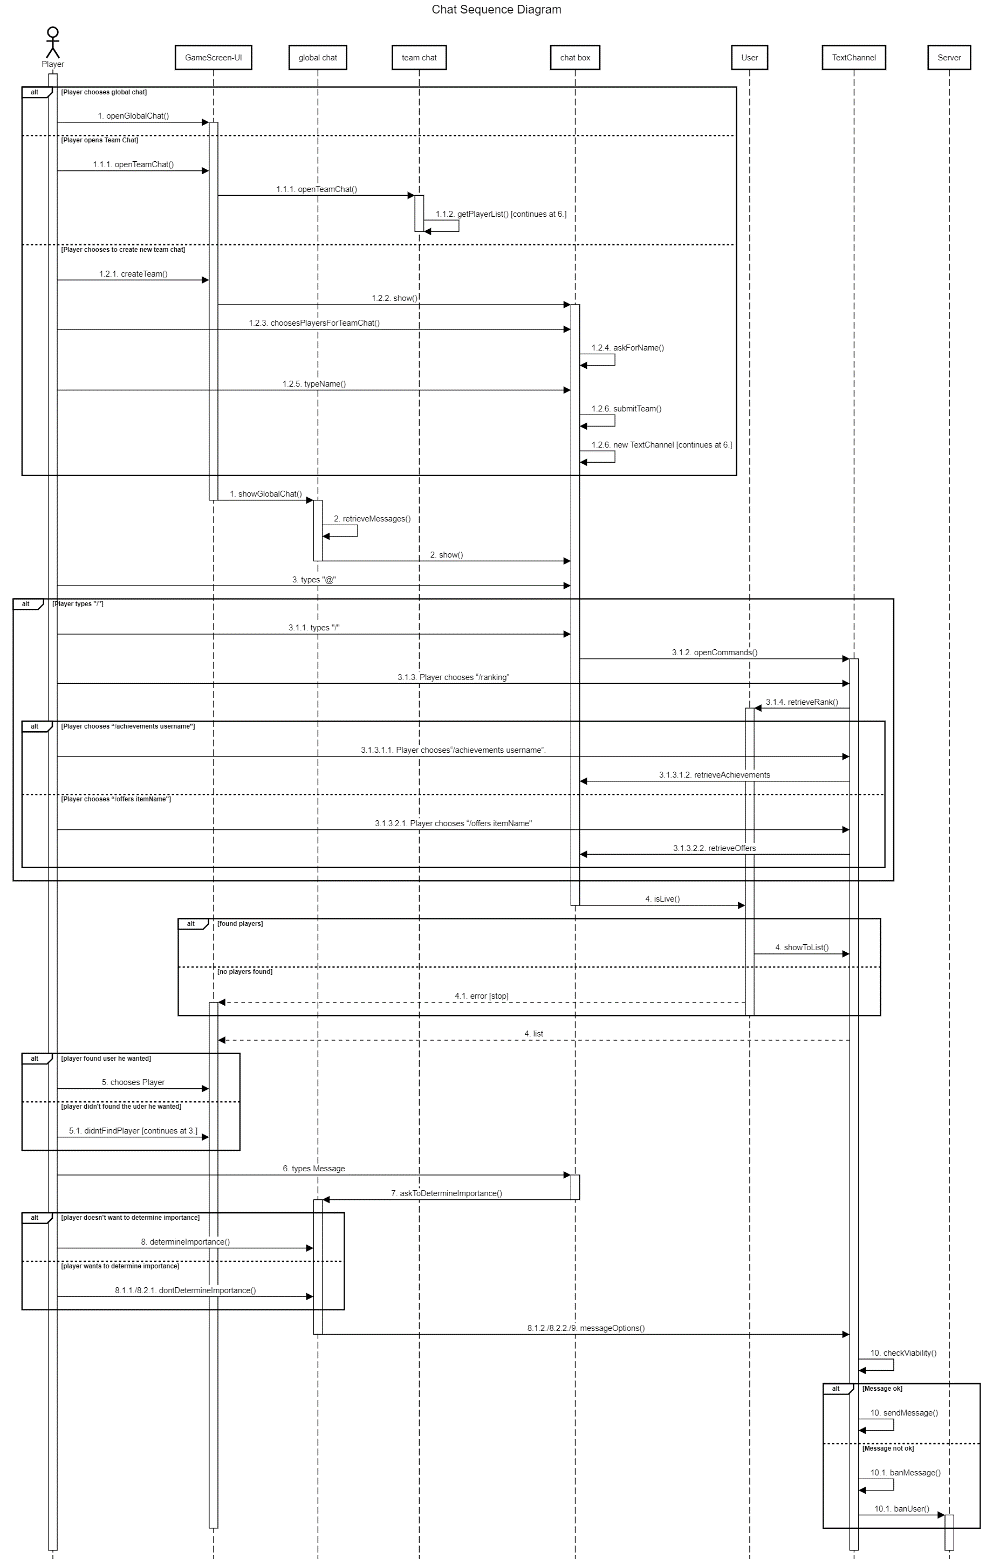 Chat Sequence Diagram
Player
GameScreen-UI
global chat
team chat
chat box
User
TextChannel
Server
alt
[Player chooses global chat]
1. openGlobalChat()
[Player opens Team Chat]
1.1.1. openTeamChat()
1.1.1. openTeamChat()
1.1.2. getPlayerList() [continues at 6.]
[Player chooses to create new team chat]
1.2.1. createTeam()
1.2.2. show()
1.2.3. choosesPlayersForTeamChat()
1.2.4. askForName()
1.2.5. typeName()
1.2.6. submitTeam()
1.2.6. new TextChannel [continues at 6.]
1. showGlobalChat()
2. retrieveMessages()
2. show()
3. types "@"
alt
[Player types "/"]
3.1.1. types "/"
3.1.2. openCommands()
3.1.3. Player chooses "/ranking"
3.1.4. retrieveRank()
alt
[Player chooses "/achievements username"]
3.1.3.1.1. Player chooses"/achievements username".
3.1.3.1.2. retrieveAchievements
[Player chooses "/offers itemName"]
3.1.3.2.1. Player chooses "/offers itemName"
3.1.3.2.2. retrieveOffers
4. isLive()
alt
[found players]
4. showToList()
[no players found]
4.1. error [stop]
4. list
alt
[player found user he wanted]
5. chooses Player
[player didn't found the uder he wanted]
5.1. didntFindPlayer [continues at 3.]
6. types Message
7. askToDetermineImportance()
alt
[player doesn't want to determine importance]
8. determineImportance()
[player wants to determine importance]
8.1.1./8.2.1. dontDetermineImportance()
8.1.2./8.2.2./9. messageOptions()
10. checkViability()
alt
[Message ok]
10. sendMessage()
[Message not ok]
10.1. banMessage()
10.1. banUser()